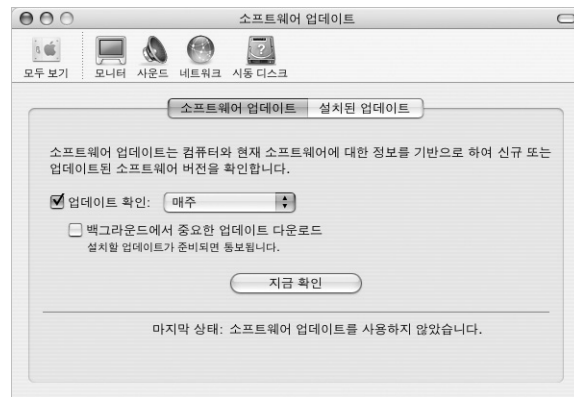 소프트웨어 업데이트
모두 보기 모니터 사운드 네트워크 시동 디스크
소프트웨어 업데이트 설치된 업데이트
소프트웨어 업데이트는 컴퓨터와 현재 소프트웨어에 대한 정보를 기반으로 하여 신규 또는
업데이트된 소프트웨어 버전을 확인합니다.
업데이트 확인: 매주
백그라운드에서 중요한 업데이트 다운로드
설치할 업데이트가 준비되면 통보됩니다.
지금 확인
마지막 상태: 소프트웨어 업데이트를 사용하지 않았습니다.